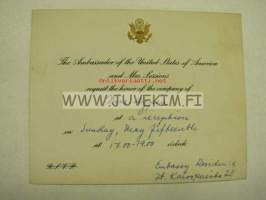 The Ambassador of the United States of America
and Mrs. Sessions
request the honor of the company of
WWW.JUVEKIM.FI
at a reception
on Sunday, May fifteenth
at 17.00-19.00 o'clock
R.S.V.P.
Embassy Residence